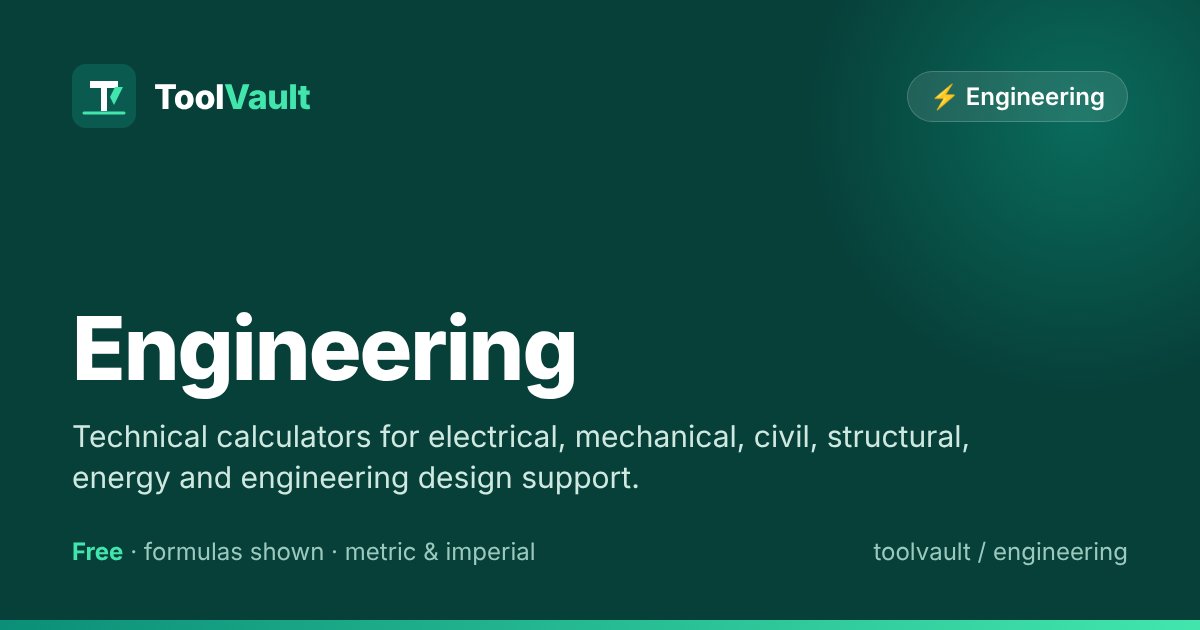 ToolVault
⚡ Engineering
Engineering
Technical calculators for electrical, mechanical, civil, structural,
energy and engineering design support.
Free · formulas shown · metric & imperial
toolvault / engineering